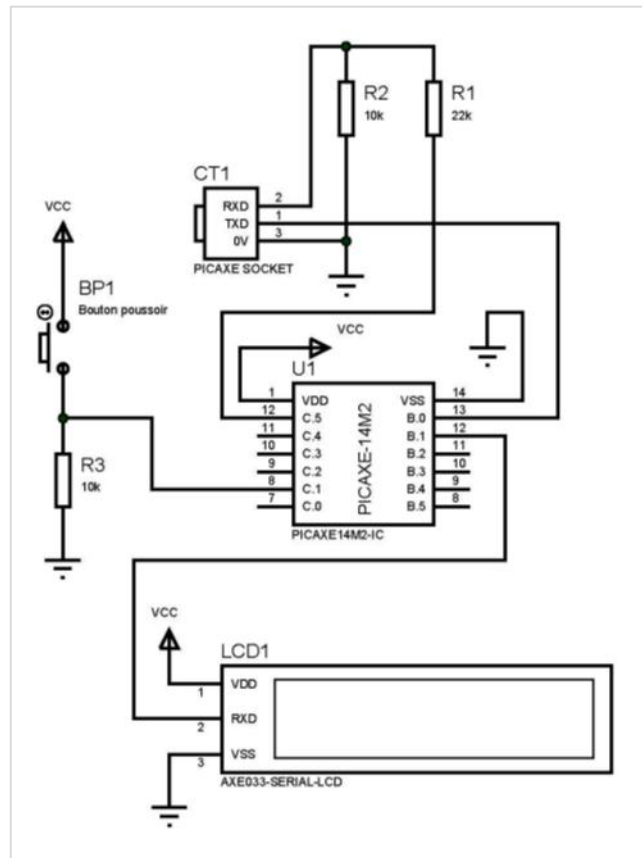 R2
10k
R1
22k
CT1
RXD 2
TXD 1
0V 3
PICAXE SOCKET
VCC
BP1
Bouton poussoir
R3
10k
VCC
U1
1 VDD VSS 14
12 C.5 B.0 13
11 C.4 B.1 12
10 C.3 B.2 11
9 C.2 B.3 10
8 C.1 B.4 9
7 C.0 B.5 8
PICAXE-14M2
PICAXE14M2-IC
VCC
LCD1
1 VDD
2 RXD
3 VSS
AXE033-SERIAL-LCD